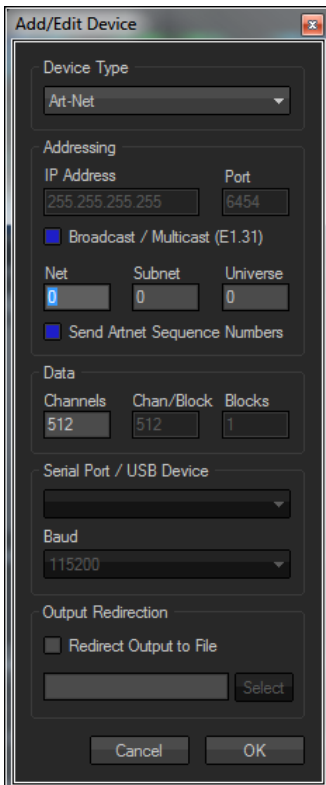 Add/Edit Device
Device Type
Art-Net
Addressing
IP Address Port
255.255.255.255 6454
Broadcast / Multicast (E1.31)
Net Subnet Universe
0 0 0
Send Artnet Sequence Numbers
Data
Channels Chan/Block Blocks
512 512 1
Serial Port / USB Device
Baud
115200
Output Redirection
Redirect Output to File
Select
Cancel OK